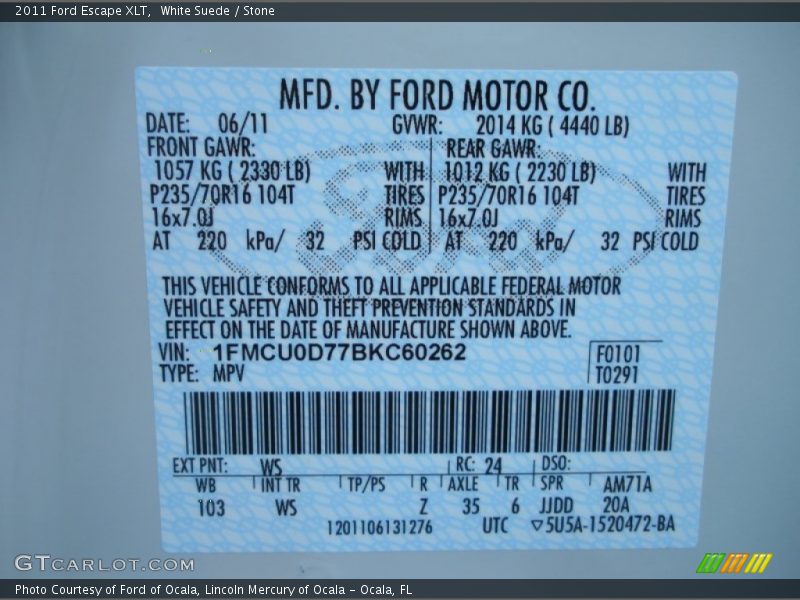 2011 Ford Escape XLT, White Suede / Stone
MFD. BY FORD MOTOR CO.
DATE: 06/11 GVWR: 2014 KG ( 4440 LB)
FRONT GAWR: REAR GAWR:
1057 KG ( 2330 LB) WITH 1012 KG ( 2230 LB) WITH
P235/70R16 104T TIRES P235/70R16 104T TIRES
16x7.0J RIMS 16x7.0J RIMS
AT 220 kPa/ 32 PSI COLD AT 220 kPa/ 32 PSI COLD
Ford
THIS VEHICLE CONFORMS TO ALL APPLICABLE FEDERAL MOTOR
VEHICLE SAFETY AND THEFT PREVENTION STANDARDS IN
EFFECT ON THE DATE OF MANUFACTURE SHOWN ABOVE.
VIN: 1FMCU0D77BKC60262 F0101
TYPE: MPV T0291
EXT PNT: WS RC: 24 DSO:
WB INT TR TP/PS R AXLE TR SPR AM71A
103 WS Z 35 6 JJDD 20A
1201106131276 UTC ▽5U5A-1520472-BA
GTCARLOT.COM
Photo Courtesy of Ford of Ocala, Lincoln Mercury of Ocala – Ocala, FL